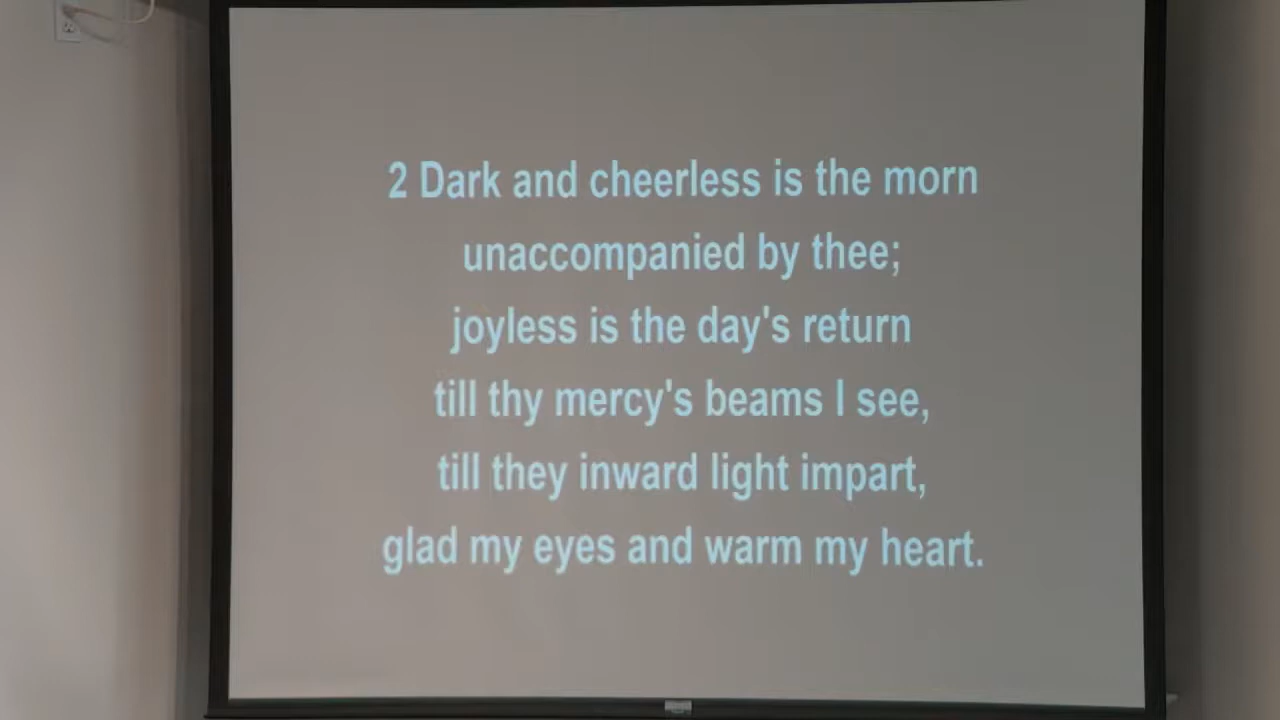 2 Dark and cheerless is the morn
unaccompanied by thee;
joyless is the day's return
till thy mercy's beams I see,
till they inward light impart,
glad my eyes and warm my heart.